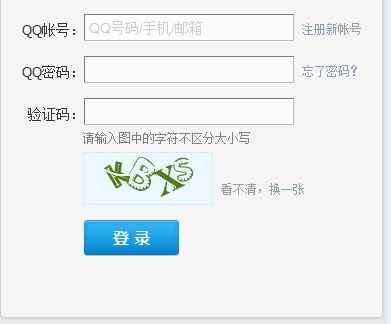 QQ帐号：QQ号码/手机/邮箱 注册新帐号
QQ密码： 忘了密码?
验证码：
请输入图中的字符不区分大小写
KBXS
看不清，换一张
登 录